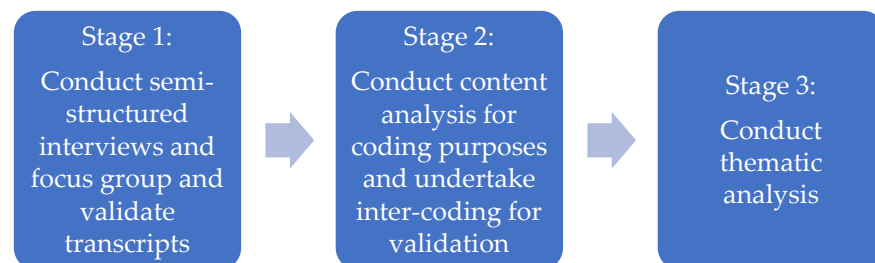 Stage 1:
Conduct semi-
structured
interviews and
focus group and
validate
transcripts
Stage 2:
Conduct content
analysis for
coding purposes
and undertake
inter-coding for
validation
Stage 3:
Conduct
thematic
analysis